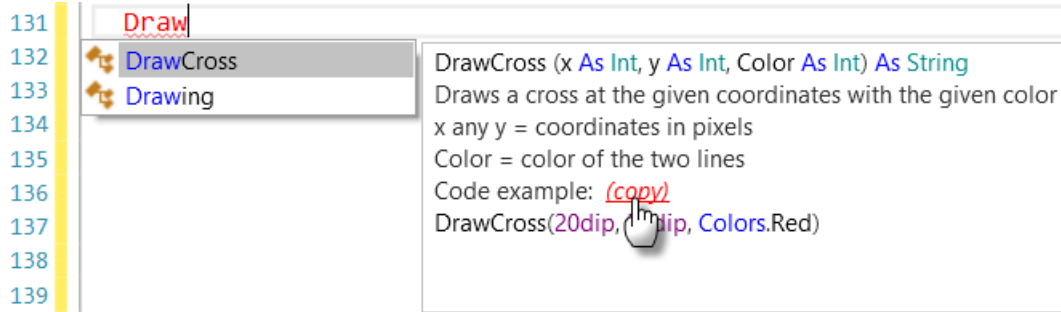 131 Draw
132 DrawCross
133 Drawing
134
135
136
137
138
139
DrawCross (x As Int, y As Int, Color As Int) As String
Draws a cross at the given coordinates with the given color
x any y = coordinates in pixels
Color = color of the two lines
Code example: (copy)
DrawCross(20dip, dip, Colors.Red)